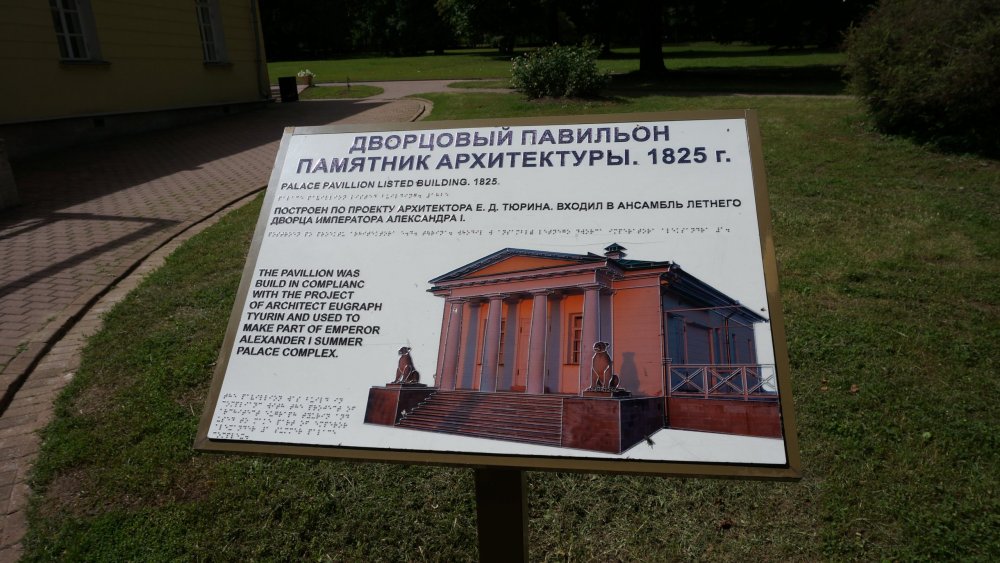 ДВОРЦОВЫЙ ПАВИЛЬОН
ПАМЯТНИК АРХИТЕКТУРЫ. 1825 г.
PALACE PAVILLION LISTED BUILDING. 1825.
ПОСТРОЕН ПО ПРОЕКТУ АРХИТЕКТОРА Е. Д. ТЮРИНА. ВХОДИЛ В АНСАМБЛЬ ЛЕТНЕГО
ДВОРЦА ИМПЕРАТОРА АЛЕКСАНДРА I.
THE PAVILLION WAS
BUILD IN COMPLIANC
WITH THE PROJECT
OF ARCHITECT EUGRAPH
TYURIN AND USED TO
MAKE PART OF EMPEROR
ALEXANDER I SUMMER
PALACE COMPLEX.